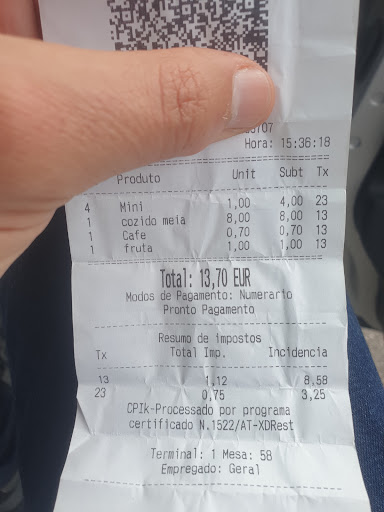 Hora: 15:36:18
Produto Unit Subt Tx
4 Mini 1,00 4,00 23
1 cozido meia 8,00 8,00 13
1 Cafe 0,70 0,70 13
1 fruta 1,00 1,00 13
Total: 13,70 EUR
Modos de Pagamento: Numerario
Pronto Pagamento
Resumo de impostos
Tx Total Imp. Incidencia
13 1,12 8,58
23 0,75 3,25
CPIk-Processado por programa
certificado N.1522/AT-XDRest
Terminal: 1 Mesa: 58
Empregado: Geral